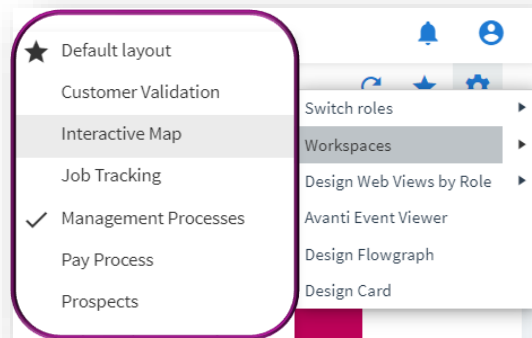 Default layout
Customer Validation
Interactive Map
Job Tracking
Management Processes
Pay Process
Prospects
Switch roles
Workspaces
Design Web Views by Role
Avanti Event Viewer
Design Flowgraph
Design Card